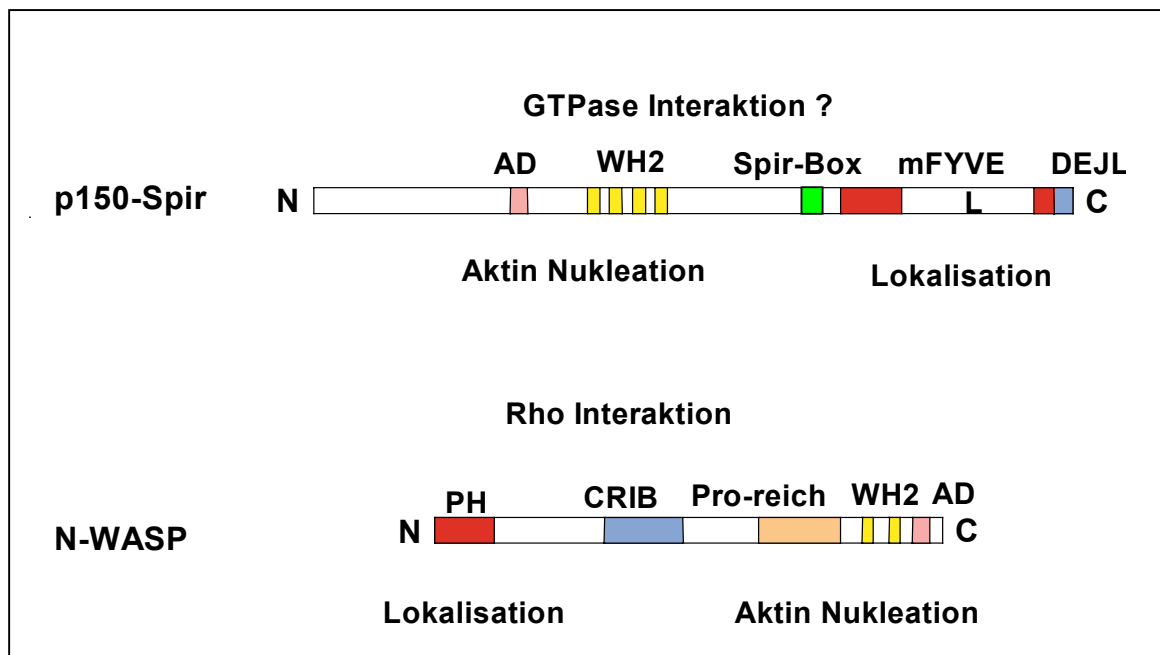 GTPase Interaktion ?
AD WH2 Spir-Box mFYVE DEJL
p150-Spir N L C
Aktin Nukleation Lokalisation
Rho Interaktion
PH CRIB Pro-reich WH2 AD
N-WASP N C
Lokalisation Aktin Nukleation